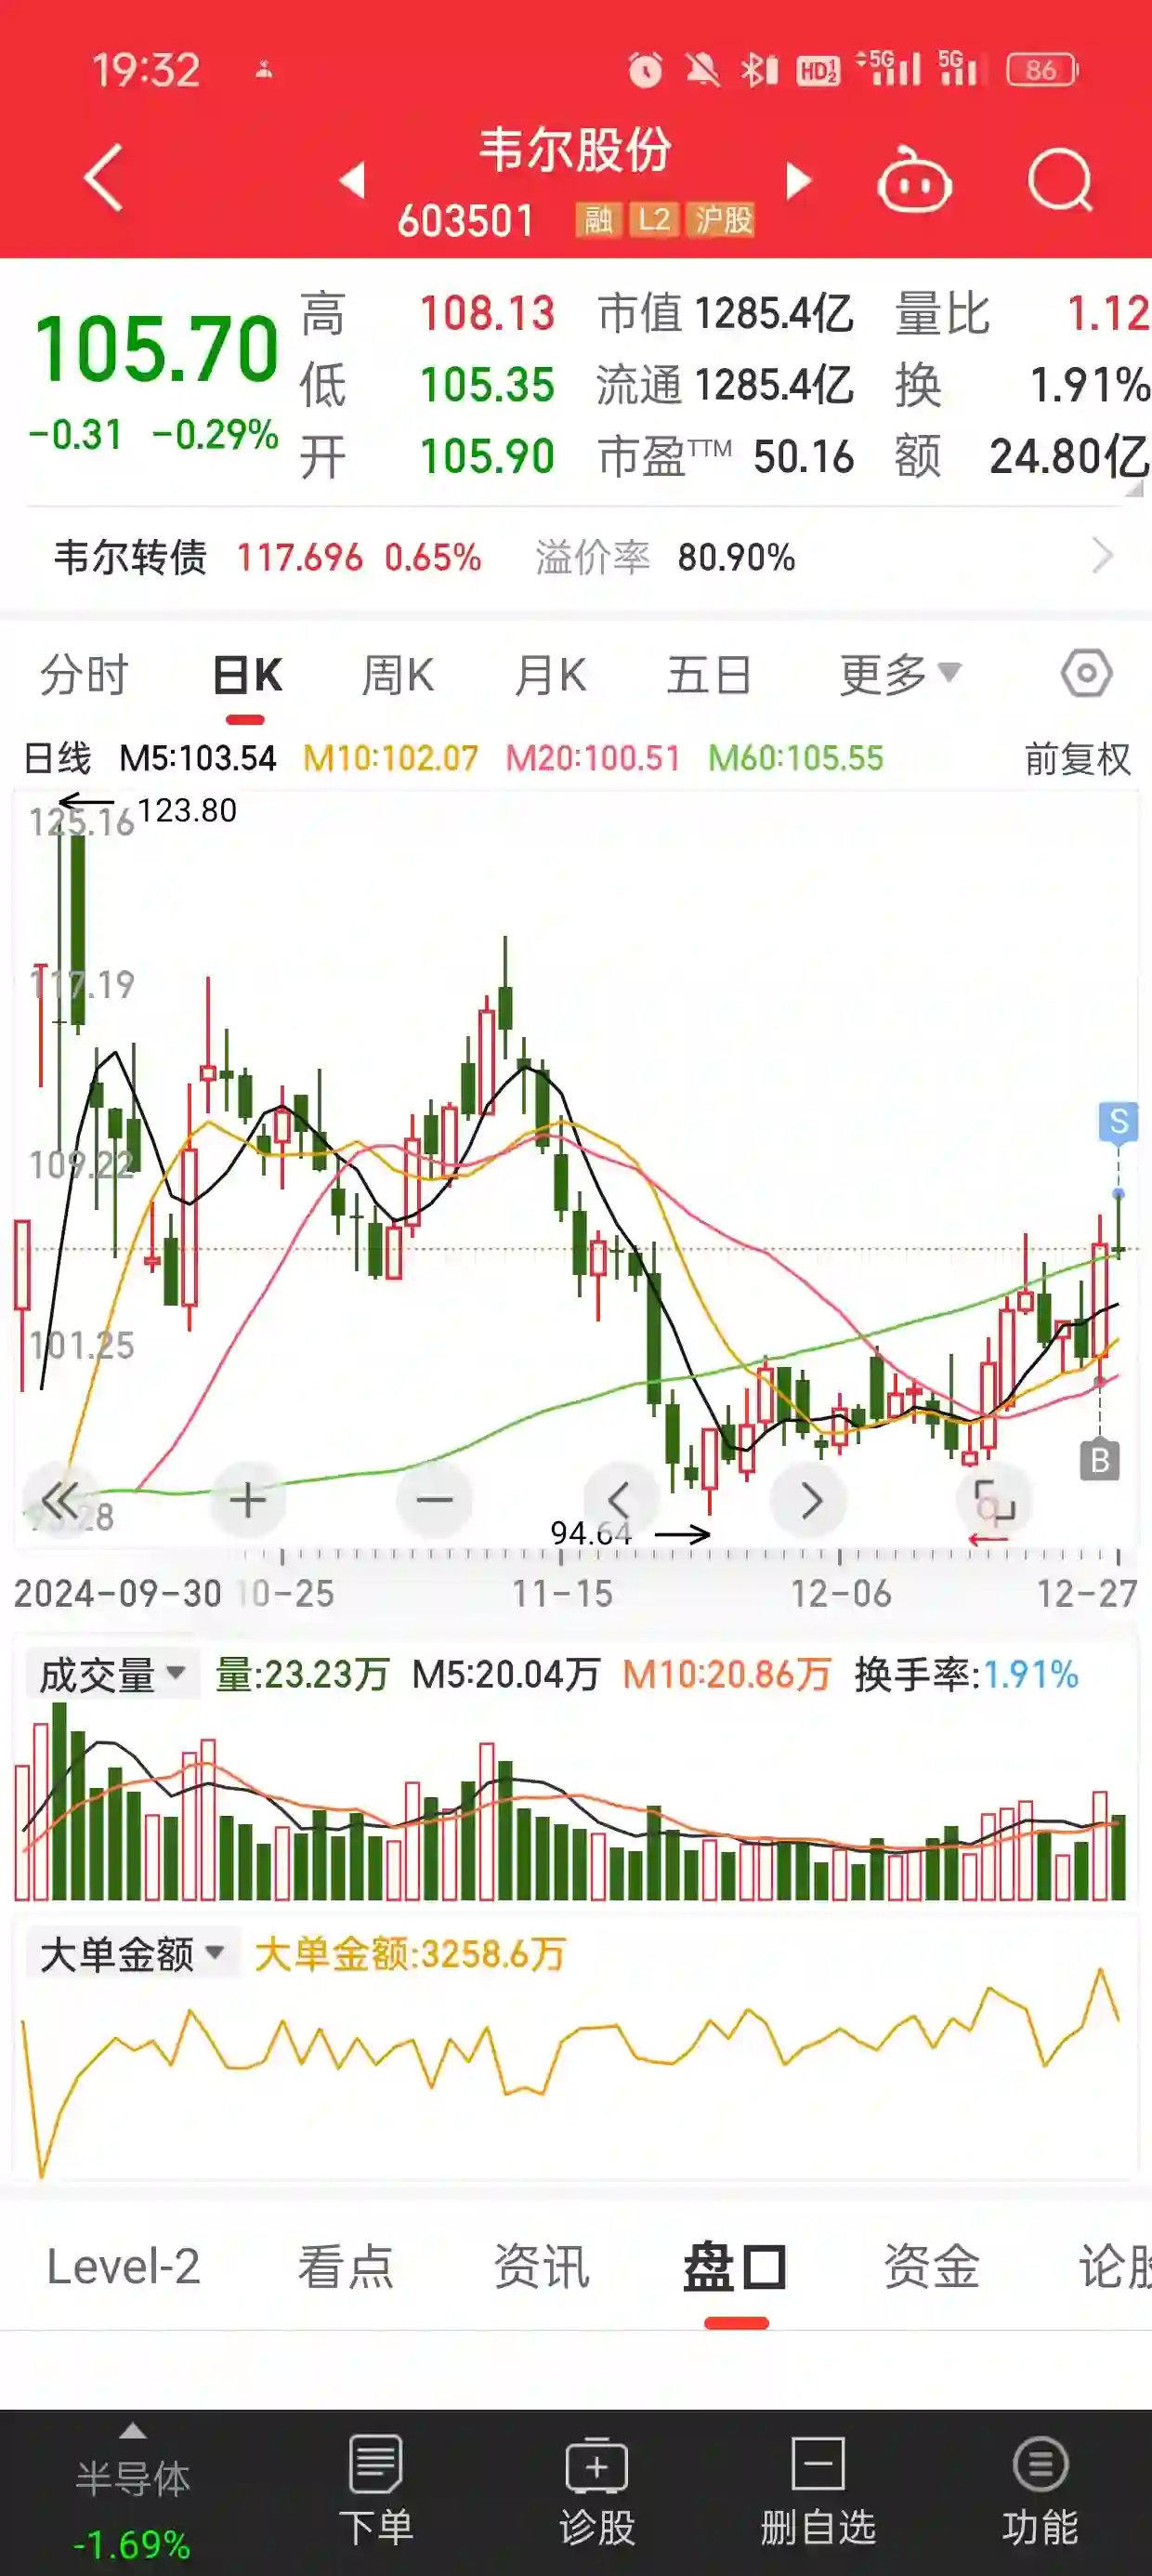 19:32 HD 1 2 5G 5G 86
韦尔股份
603501 融 L2 沪股
105.70
-0.31 -0.29%
高 108.13 市值 1285.4亿 量比 1.12
低 105.35 流通 1285.4亿 换 1.91%
开 105.90 市盈TTM 50.16 额 24.80亿
韦尔转债 117.696 0.65% 溢价率 80.90%
分时 日K 周K 月K 五日 更多
日线 M5:103.54 M10:102.07 M20:100.51 M60:105.55 前复权
123.80
125.16
117.19
S
109.22
101.25
B
94.64
2024-09-30 10-25 11-15 12-06 12-27
成交量 量:23.23万 M5:20.04万 M10:20.86万 换手率:1.91%
大单金额 大单金额:3258.6万
Level-2 看点 资讯 盘口 资金
半导体
-1.69%
下单 诊股 删自选 功能